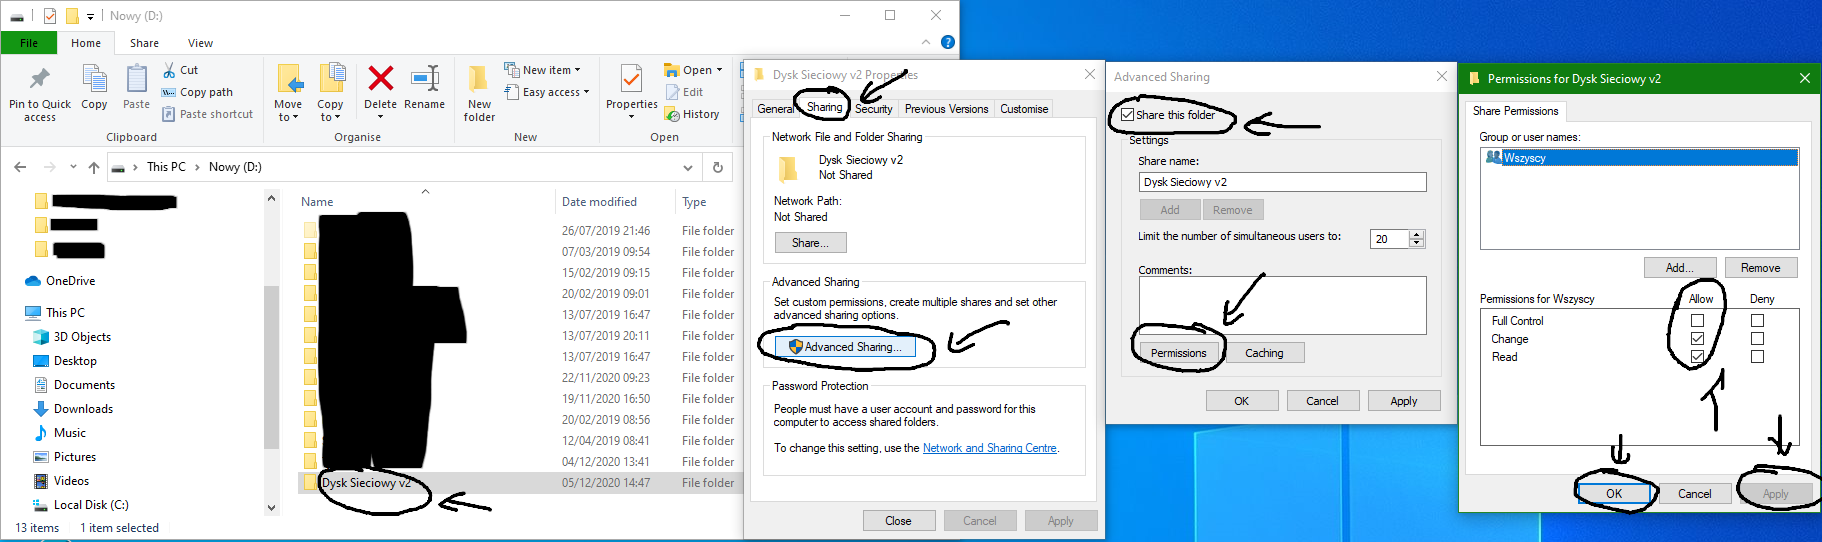 Nowy (D:)
File Home Share View
Pin to Quick access
Copy
Paste
Cut
Copy path
Paste shortcut
Clipboard
Move to
Copy to
Delete
Rename
Organise
New folder
New item
Easy access
New
Properties
Open
Edit
History
Open
This PC > Nowy (D:)
OneDrive
This PC
3D Objects
Desktop
Documents
Downloads
Music
Pictures
Videos
Local Disk (C:)
Name Date modified Type
26/07/2019 21:46 File folder
07/03/2019 09:54 File folder
15/02/2019 09:15 File folder
20/02/2019 09:01 File folder
13/07/2019 16:47 File folder
13/07/2019 20:11 File folder
13/07/2019 16:47 File folder
22/11/2020 09:23 File folder
19/11/2020 16:50 File folder
20/02/2019 08:56 File folder
12/04/2019 08:41 File folder
04/12/2020 13:41 File folder
Dysk Sieciowy v2 05/12/2020 14:47 File folder
13 items 1 item selected
Dysk Sieciowy v2 Properties
General Sharing Security Previous Versions Customise
Network File and Folder Sharing
Dysk Sieciowy v2
Not Shared
Network Path:
Not Shared
Share...
Advanced Sharing
Set custom permissions, create multiple shares and set other
advanced sharing options.
Advanced Sharing...
Password Protection
People must have a user account and password for this
computer to access shared folders.
To change this setting, use the Network and Sharing Centre.
Close Cancel Apply
Advanced Sharing
Share this folder
Settings
Share name:
Dysk Sieciowy v2
Add Remove
Limit the number of simultaneous users to: 20
Comments:
Permissions Caching
OK Cancel Apply
Permissions for Dysk Sieciowy v2
Share Permissions
Group or user names:
Wszyscy
Add... Remove
Permissions for Wszyscy Allow Deny
Full Control
Change
Read
OK Cancel Apply